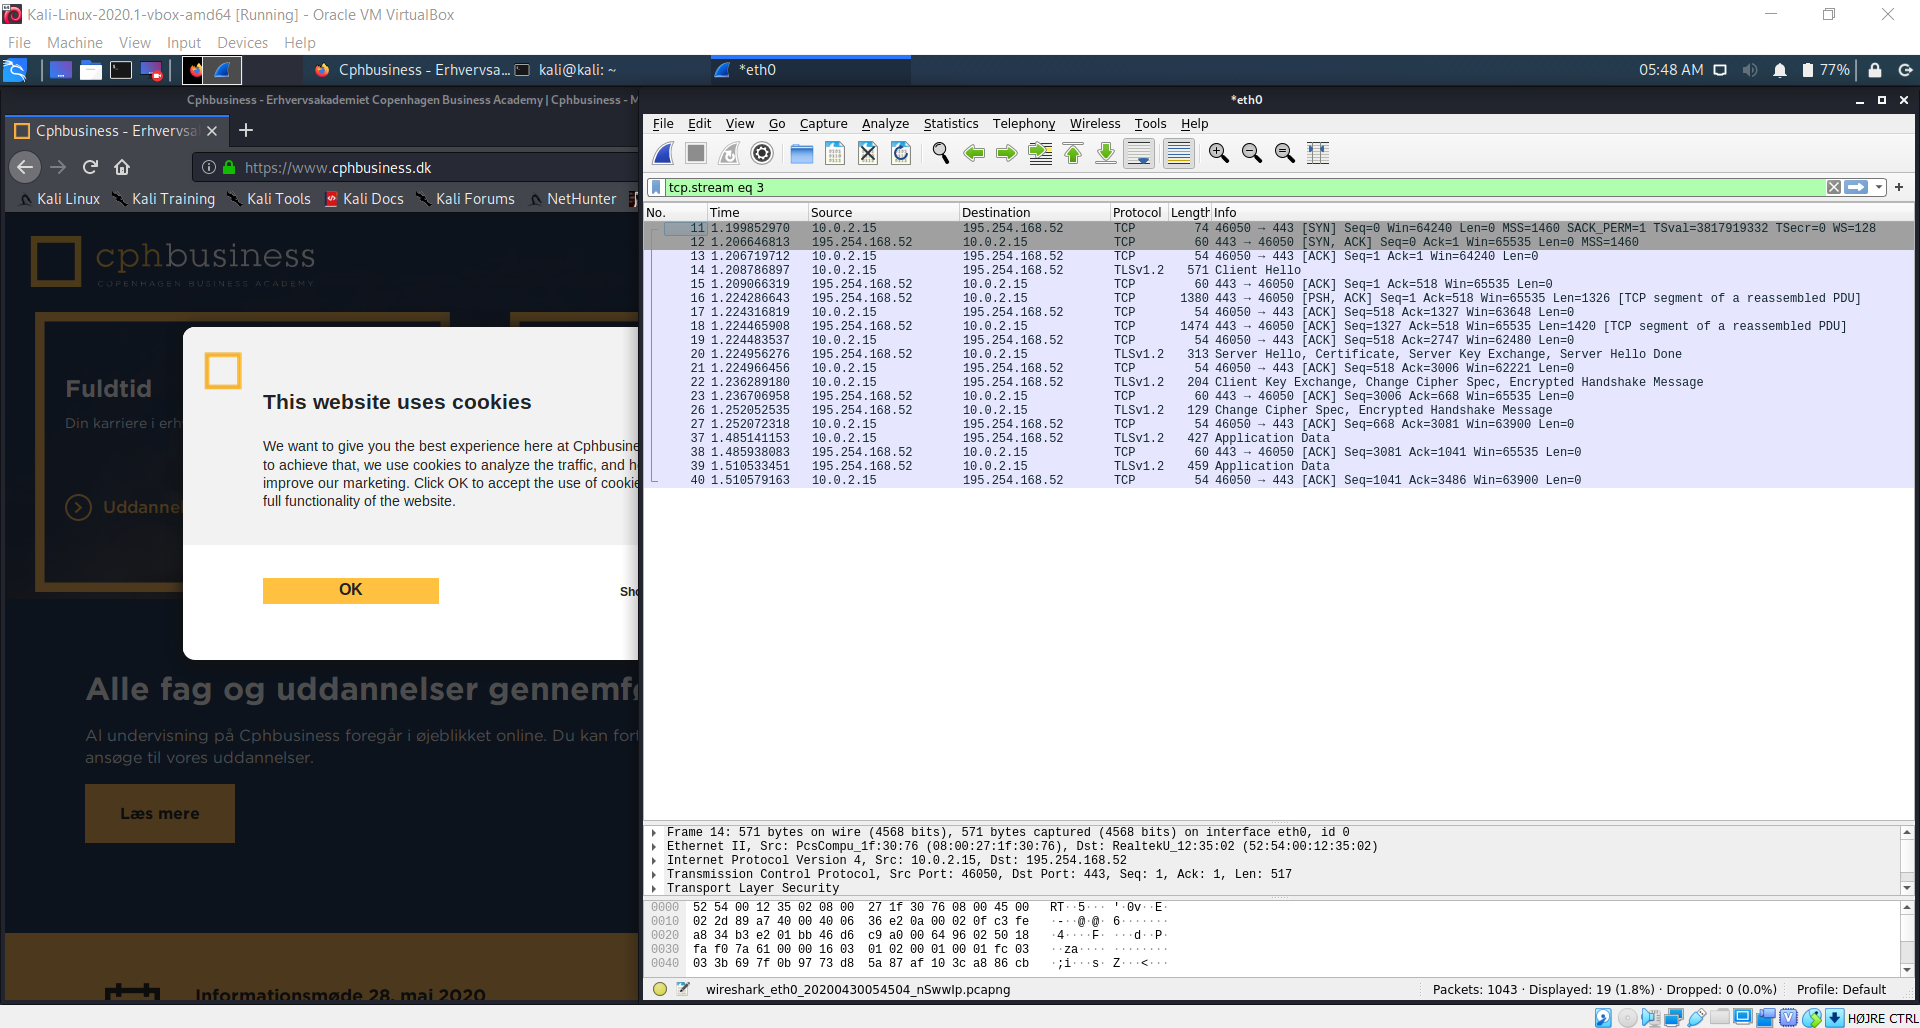 Kali-Linux-2020.1-vbox-amd64 [Running] - Oracle VM VirtualBox
File Machine View Input Devices Help
Cphbusiness - Erhvervsa... kali@kali: ~ *eth0 05:48 AM 77%
Cphbusiness - Erhvervsakademiet Copenhagen Business Academy | Cphbusiness - M
Cphbusiness - Erhvervsa
https://www.cphbusiness.dk
Kali Linux Kali Training Kali Tools Kali Docs Kali Forums NetHunter
cphbusiness
COPENHAGEN BUSINESS ACADEMY
Fuldtid
Din karriere i erh
Uddannel
This website uses cookies
We want to give you the best experience here at Cphbusine
to achieve that, we use cookies to analyze the traffic, and h
improve our marketing. Click OK to accept the use of cookie
full functionality of the website.
OK
Sho
Alle fag og uddannelser gennemfø
Al undervisning på Cphbusiness foregår i øjeblikket online. Du kan fort
ansøge til vores uddannelser.
Læs mere
Informationsmøde 28. maj 2020
*eth0
File Edit View Go Capture Analyze Statistics Telephony Wireless Tools Help
tcp.stream eq 3
No. Time Source Destination Protocol Length Info
11 1.199852970 10.0.2.15 195.254.168.52 TCP 74 46050 → 443 [SYN] Seq=0 Win=64240 Len=0 MSS=1460 SACK_PERM=1 TSval=3817919332 TSecr=0 WS=128
12 1.206646813 195.254.168.52 10.0.2.15 TCP 60 443 → 46050 [SYN, ACK] Seq=0 Ack=1 Win=65535 Len=0 MSS=1460
13 1.206719712 10.0.2.15 195.254.168.52 TCP 54 46050 → 443 [ACK] Seq=1 Ack=1 Win=64240 Len=0
14 1.208786897 10.0.2.15 195.254.168.52 TLSv1.2 571 Client Hello
15 1.209066319 195.254.168.52 10.0.2.15 TCP 60 443 → 46050 [ACK] Seq=1 Ack=518 Win=65535 Len=0
16 1.224286643 195.254.168.52 10.0.2.15 TCP 1380 443 → 46050 [PSH, ACK] Seq=1 Ack=518 Win=65535 Len=1326 [TCP segment of a reassembled PDU]
17 1.224316819 10.0.2.15 195.254.168.52 TCP 54 46050 → 443 [ACK] Seq=518 Ack=1327 Win=63648 Len=0
18 1.224465908 195.254.168.52 10.0.2.15 TCP 1474 443 → 46050 [ACK] Seq=1327 Ack=518 Win=65535 Len=1420 [TCP segment of a reassembled PDU]
19 1.224483537 10.0.2.15 195.254.168.52 TCP 54 46050 → 443 [ACK] Seq=518 Ack=2747 Win=62480 Len=0
20 1.224956276 195.254.168.52 10.0.2.15 TLSv1.2 313 Server Hello, Certificate, Server Key Exchange, Server Hello Done
21 1.224966456 10.0.2.15 195.254.168.52 TCP 54 46050 → 443 [ACK] Seq=518 Ack=3006 Win=62221 Len=0
22 1.236289180 10.0.2.15 195.254.168.52 TLSv1.2 204 Client Key Exchange, Change Cipher Spec, Encrypted Handshake Message
23 1.236706958 195.254.168.52 10.0.2.15 TCP 60 443 → 46050 [ACK] Seq=3006 Ack=668 Win=65535 Len=0
26 1.252052535 195.254.168.52 10.0.2.15 TLSv1.2 129 Change Cipher Spec, Encrypted Handshake Message
27 1.252072318 10.0.2.15 195.254.168.52 TCP 54 46050 → 443 [ACK] Seq=668 Ack=3081 Win=63900 Len=0
37 1.485141153 10.0.2.15 195.254.168.52 TLSv1.2 427 Application Data
38 1.485938083 195.254.168.52 10.0.2.15 TCP 60 443 → 46050 [ACK] Seq=3081 Ack=1041 Win=65535 Len=0
39 1.510533451 195.254.168.52 10.0.2.15 TLSv1.2 459 Application Data
40 1.510579163 10.0.2.15 195.254.168.52 TCP 54 46050 → 443 [ACK] Seq=1041 Ack=3486 Win=63900 Len=0
Frame 14: 571 bytes on wire (4568 bits), 571 bytes captured (4568 bits) on interface eth0, id 0
Ethernet II, Src: PcsCompu_1f:30:76 (08:00:27:1f:30:76), Dst: RealtekU_12:35:02 (52:54:00:12:35:02)
Internet Protocol Version 4, Src: 10.0.2.15, Dst: 195.254.168.52
Transmission Control Protocol, Src Port: 46050, Dst Port: 443, Seq: 1, Ack: 1, Len: 517
Transport Layer Security
0000 52 54 00 12 35 02 08 00 27 1f 30 76 08 00 45 00 RT··5··· '·0v··E·
0010 02 2d 89 a7 40 00 40 06 36 e2 0a 00 02 0f c3 fe ·-··@·@· 6·······
0020 a8 34 b3 e2 01 bb 46 d6 c9 a0 00 64 96 02 50 18 ·4····F· ···d··P·
0030 fa f0 7a 61 00 00 16 03 01 02 00 01 00 01 fc 03 ··za···· ········
0040 03 3b 69 7f 0b 97 73 d8 5a 87 af 10 3c a8 86 cb ·;i···s· Z···<···
wireshark_eth0_20200430054504_nSwwIp.pcapng Packets: 1043 · Displayed: 19 (1.8%) · Dropped: 0 (0.0%) Profile: Default
HØJRE CTRL